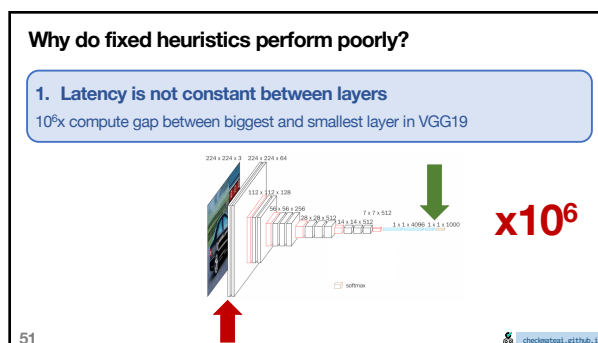 Why do fixed heuristics perform poorly?
1. Latency is not constant between layers
10⁶x compute gap between biggest and smallest layer in VGG19
224 x 224 x 3 224 x 224 x 64
112 x 112 x 128
56 x 56 x 256
28 x 28 x 512
14 x 14 x 512
7 x 7 x 512
1 x 1 x 4096 1 x 1 x 1000
softmax
x10⁶
51
checkmateai.github.i